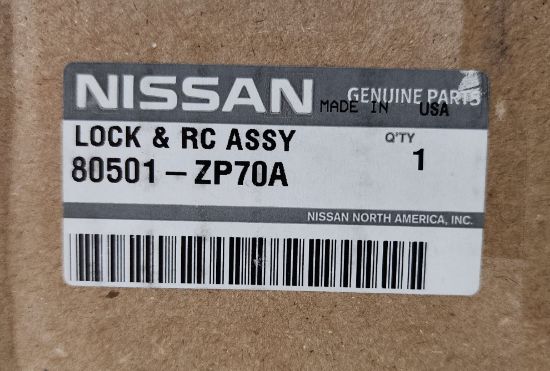 NISSAN GENUINE PARTS
MADE IN USA
LOCK & RC ASSY Q'TY
80501-ZP70A 1
NISSAN NORTH AMERICA, INC.